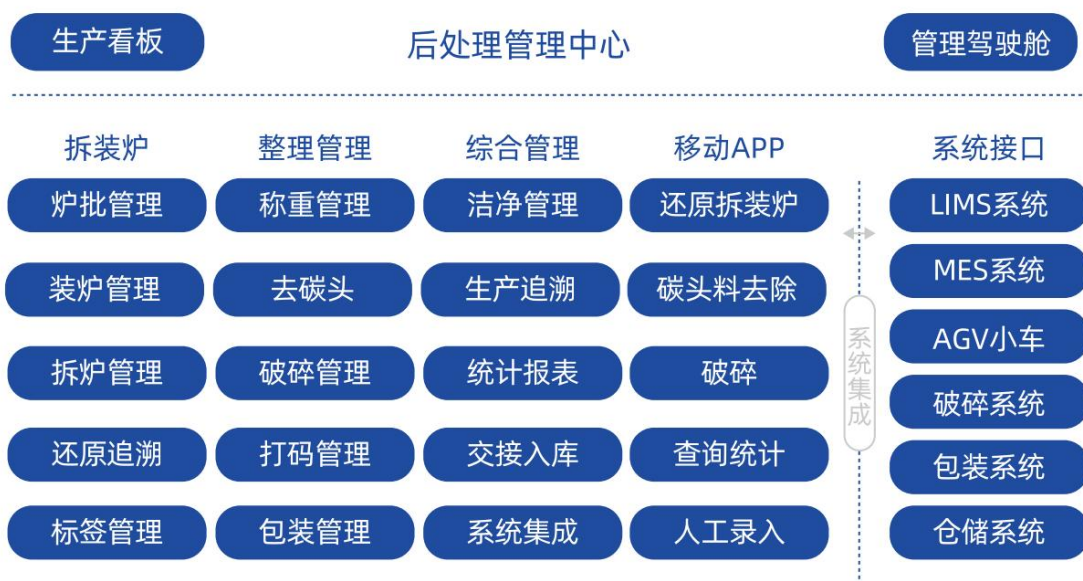 生产看板
后处理管理中心
管理驾驶舱
拆装炉
整理管理
综合管理
移动APP
系统接口
炉批管理
称重管理
洁净管理
还原拆装炉
LIMS系统
装炉管理
去碳头
生产追溯
碳头料去除
MES系统
拆炉管理
破碎管理
统计报表
破碎
AGV小车
系统集成
还原追溯
打码管理
交接入库
查询统计
破碎系统
包装系统
标签管理
包装管理
系统集成
人工录入
仓储系统